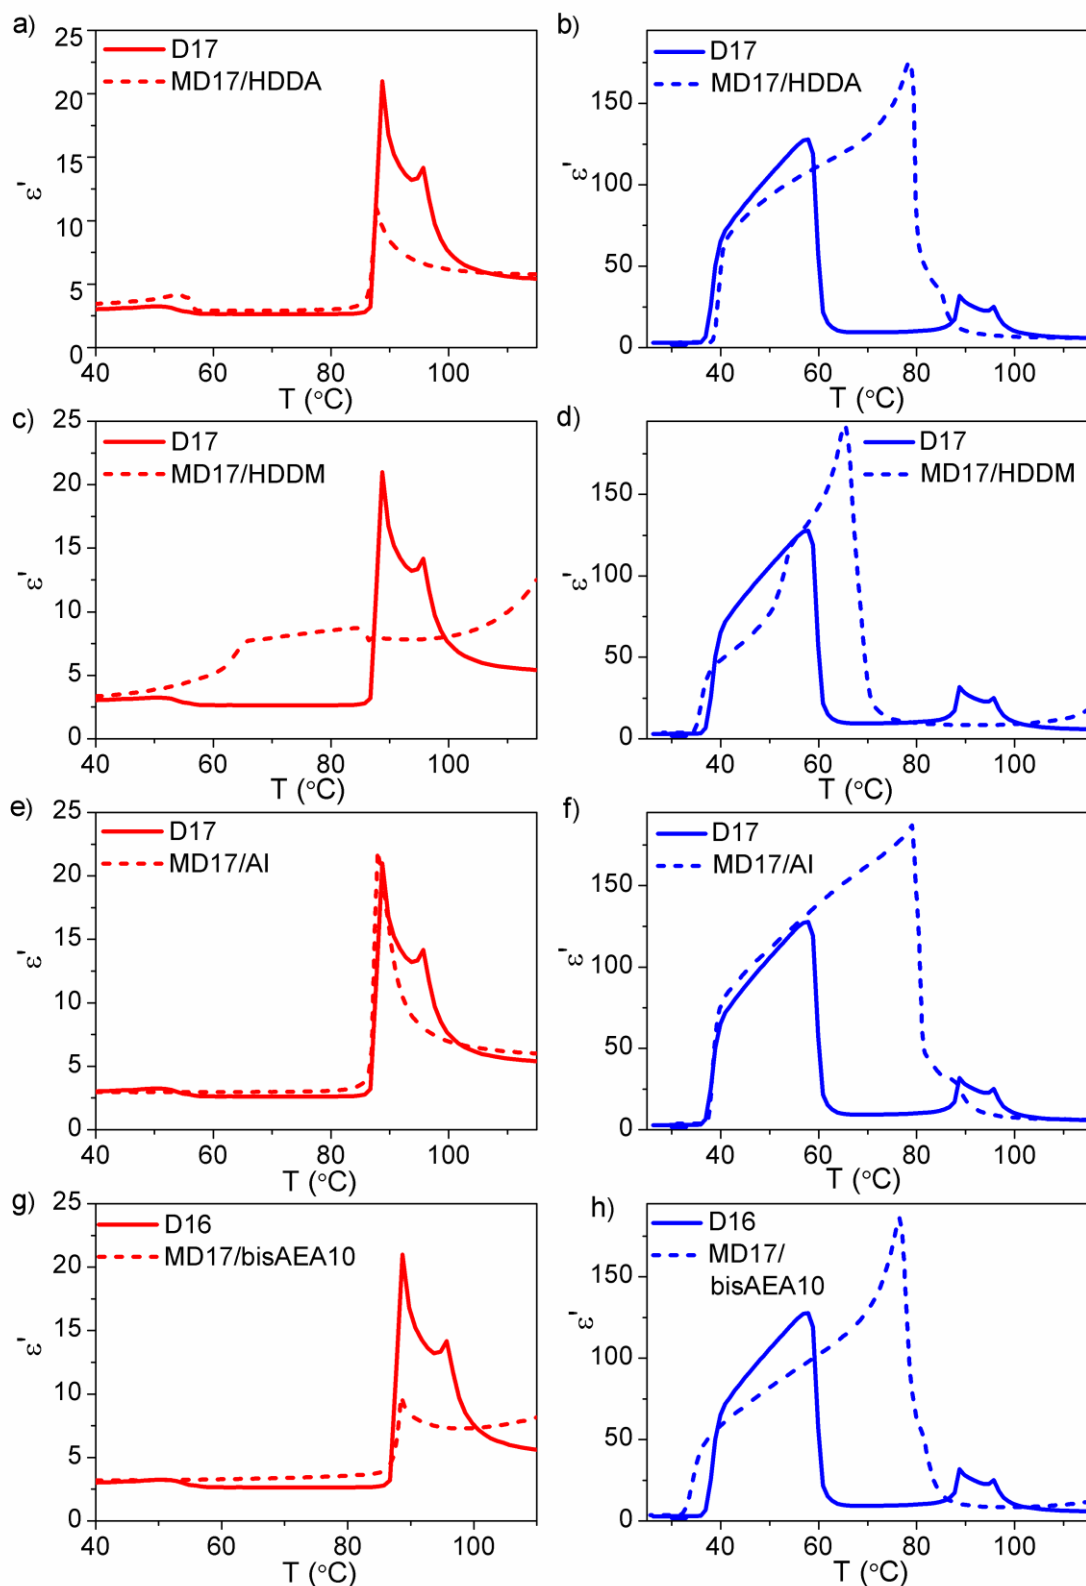 a)
25
20
15
10
5
0
ε'
D17
MD17/HDDA
40 60 80 100
T (°C)
b)
150
100
50
0
ε'
D17
MD17/HDDA
40 60 80 100
T (°C)
c)
25
20
15
10
5
0
ε'
D17
MD17/HDDM
40 60 80 100
T (°C)
d)
150
100
50
0
ε'
D17
MD17/HDDM
40 60 80 100
T (°C)
e)
25
20
15
10
5
0
ε'
D17
MD17/AI
40 60 80 100
T (°C)
f)
150
100
50
0
ε'
D17
MD17/AI
40 60 80 100
T (°C)
g)
25
20
15
10
5
0
ε'
D16
MD17/bisAEA10
40 60 80 100
T (°C)
h)
150
100
50
0
ε'
D16
MD17/
bisAEA10
40 60 80 100
T (°C)